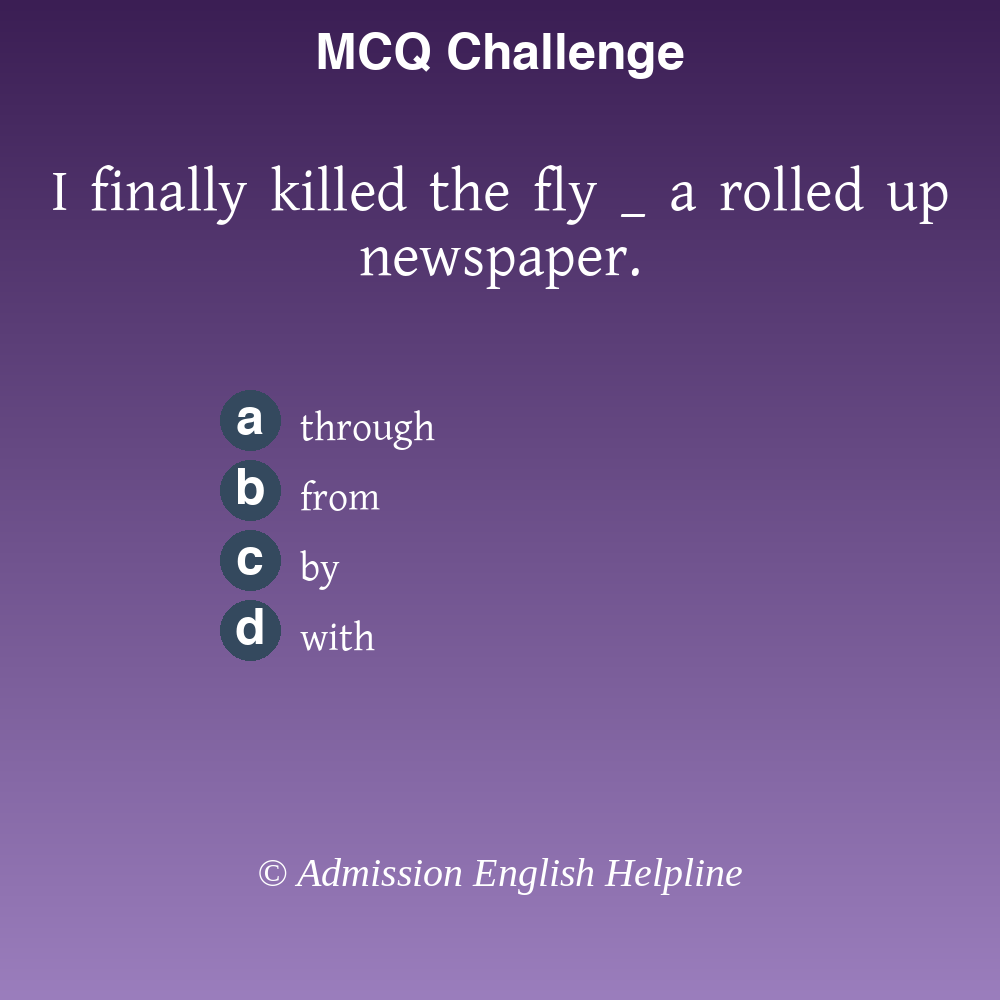 MCQ Challenge
I finally killed the fly _ a rolled up
newspaper.
a through
b from
c by
d with
© Admission English Helpline